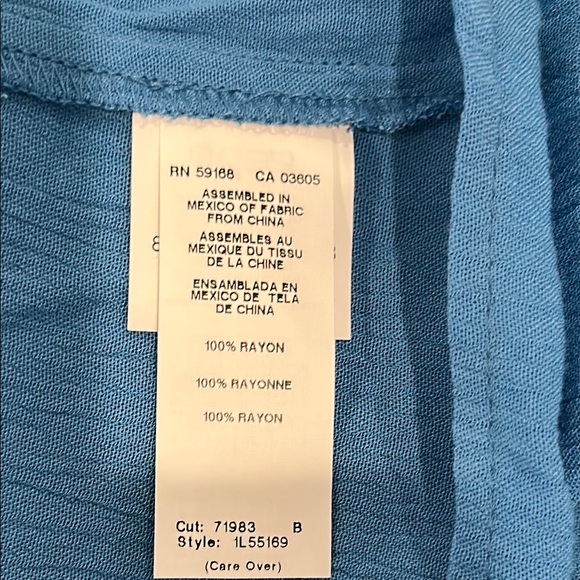 RN 59168 CA 03605
ASSEMBLED IN
MEXICO OF FABRIC
FROM CHINA
ASSEMBLES AU
MEXIQUE DU TISSU
DE LA CHINE
ENSAMBLADA EN
MEXICO DE TELA
DE CHINA
100% RAYON
100% RAYONNE
100% RAYON
Cut: 71983 B
Style: 1L55169
(Care Over)